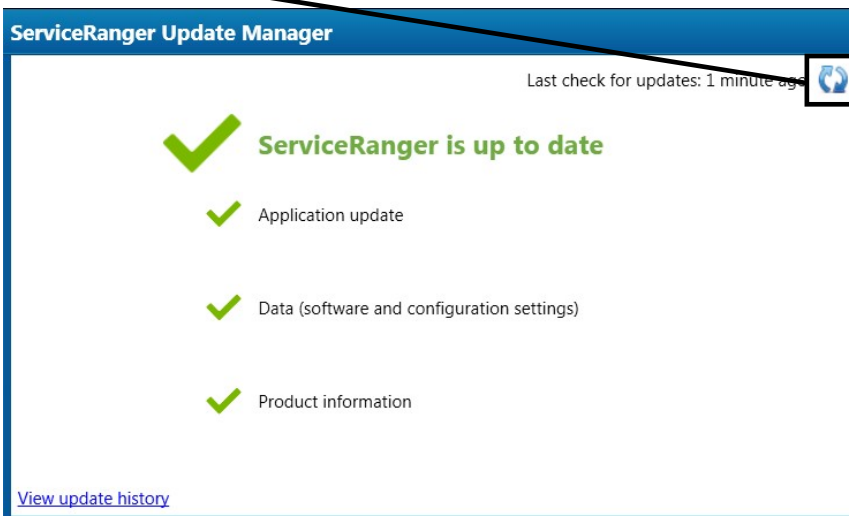 ServiceRanger Update Manager
Last check for updates: 1 minute ago
ServiceRanger is up to date
Application update
Data (software and configuration settings)
Product information
View update history